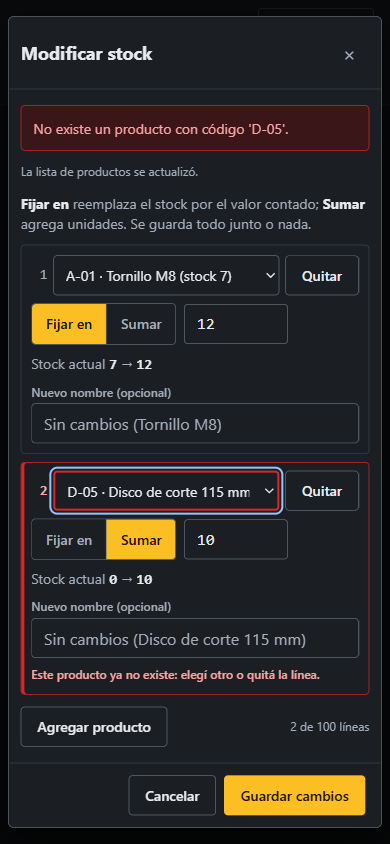 Modificar stock ×
No existe un producto con código 'D-05'.
La lista de productos se actualizó.
Fijar en reemplaza el stock por el valor contado; Sumar
agrega unidades. Se guarda todo junto o nada.
1 A-01 · Tornillo M8 (stock 7) Quitar
Fijar en Sumar 12
Stock actual 7 → 12
Nuevo nombre (opcional)
Sin cambios (Tornillo M8)
2 D-05 · Disco de corte 115 mm Quitar
Fijar en Sumar 10
Stock actual 0 → 10
Nuevo nombre (opcional)
Sin cambios (Disco de corte 115 mm)
Este producto ya no existe: elegí otro o quitá la línea.
Agregar producto 2 de 100 líneas
Cancelar Guardar cambios